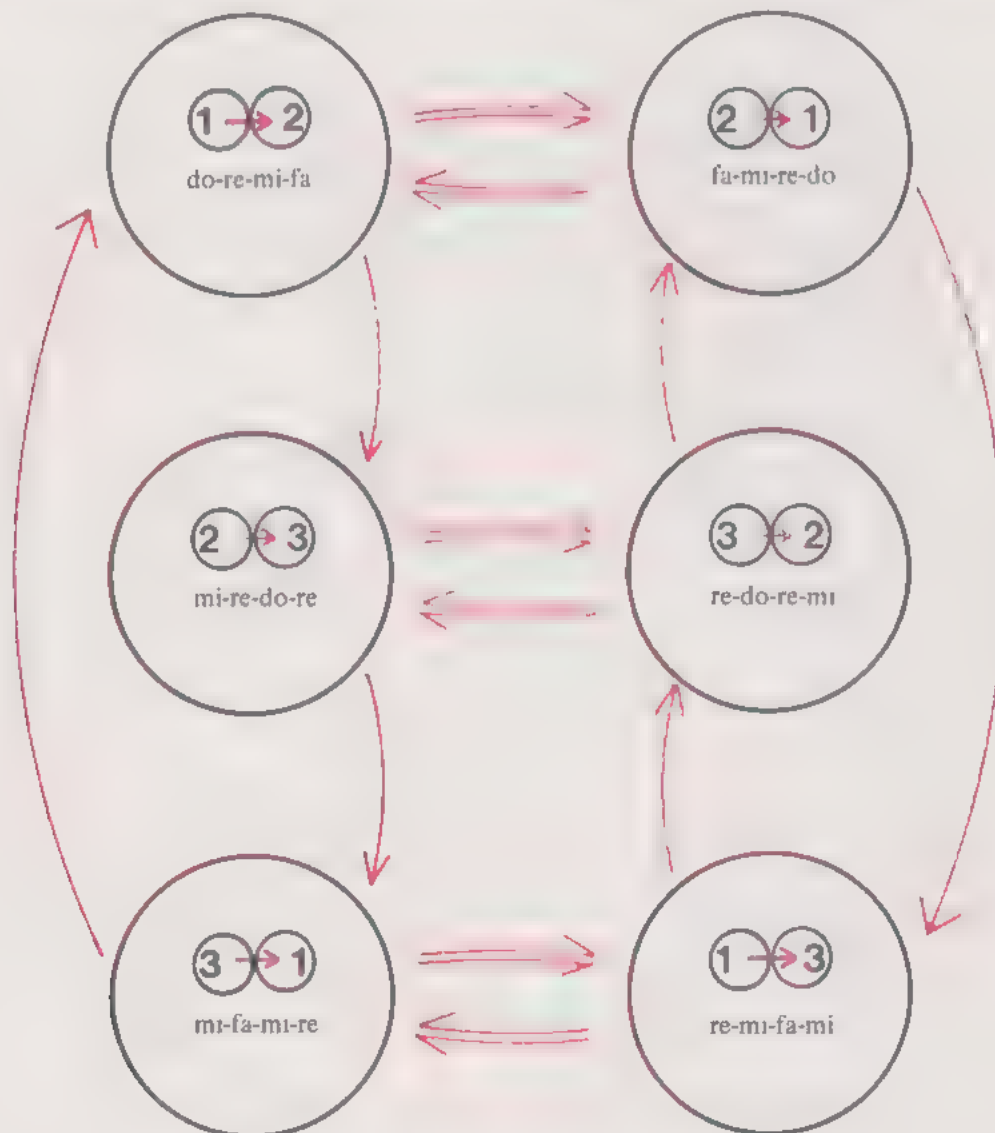 1 2
do-re-mi-fa
2 1
fa-mi-re-do
2 3
mi-re-do-re
3 2
re-do-re-mi
3 1
mi-fa-mi-re
1 3
re-mi-fa-mi